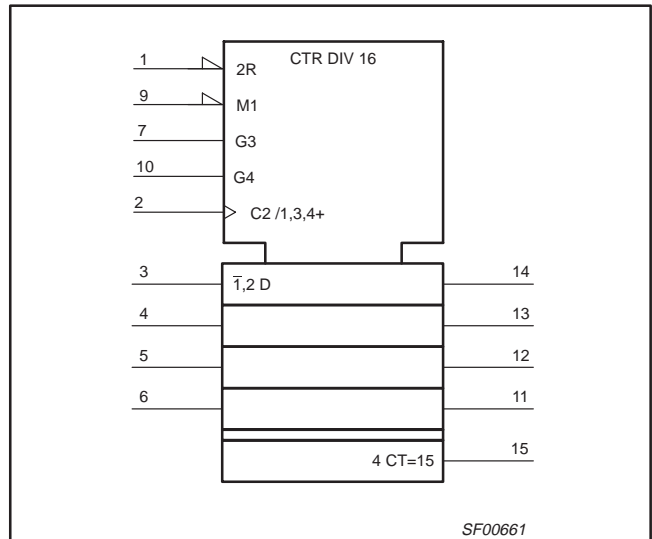 CTR DIV 16
1 2R
9 M1
7 G3
10 G4
2 C2 /1,3,4+
3 1̅,2 D 14
4 13
5 12
6 11
4 CT=15 15
SF00661